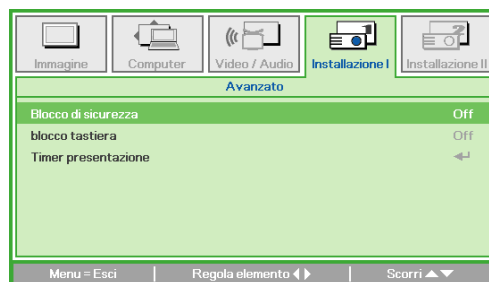 Immagine
Computer
Video / Audio
Installazione I
Installazione II
Avanzato
Blocco di sicurezza Off
blocco tastiera Off
Timer presentazione
Menu = Esci Regola elemento Scorri